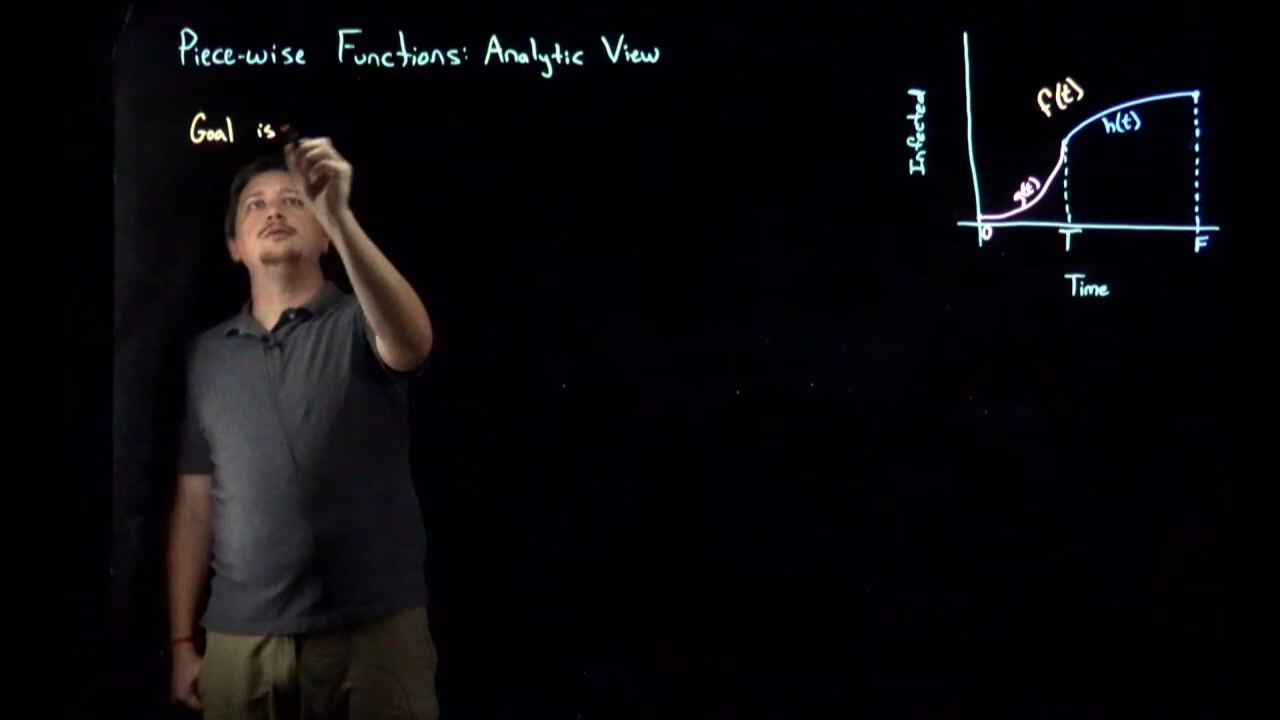 Piece-wise Functions: Analytic View
Goal is
Infected
f(t)
h(t)
g(t)
0
T
F
Time